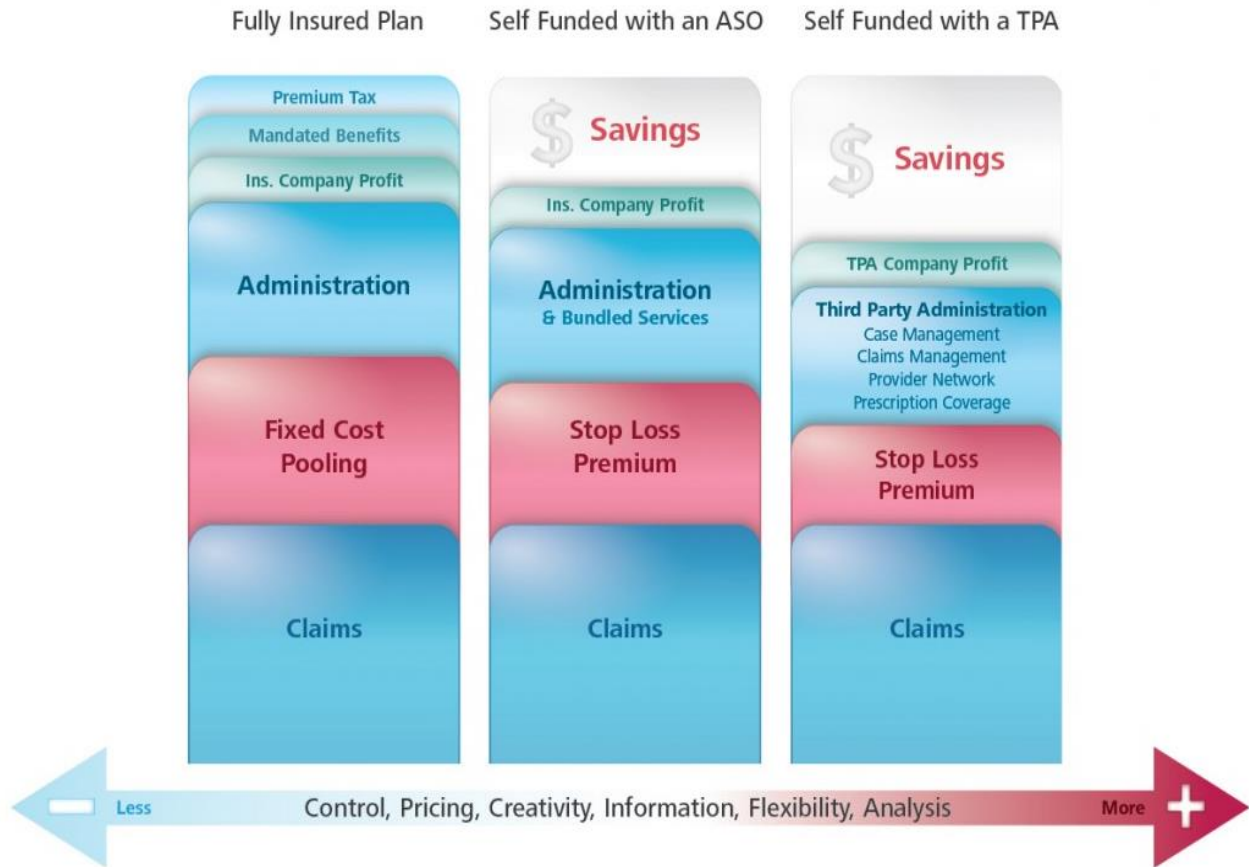 Fully Insured Plan
Self Funded with an ASO
Self Funded with a TPA
Premium Tax
Mandated Benefits
Ins. Company Profit
Administration
Fixed Cost
Pooling
Claims
$ Savings
Ins. Company Profit
Administration
& Bundled Services
Stop Loss
Premium
Claims
$ Savings
TPA Company Profit
Third Party Administration
Case Management
Claims Management
Provider Network
Prescription Coverage
Stop Loss
Premium
Claims
− Less Control, Pricing, Creativity, Information, Flexibility, Analysis More +